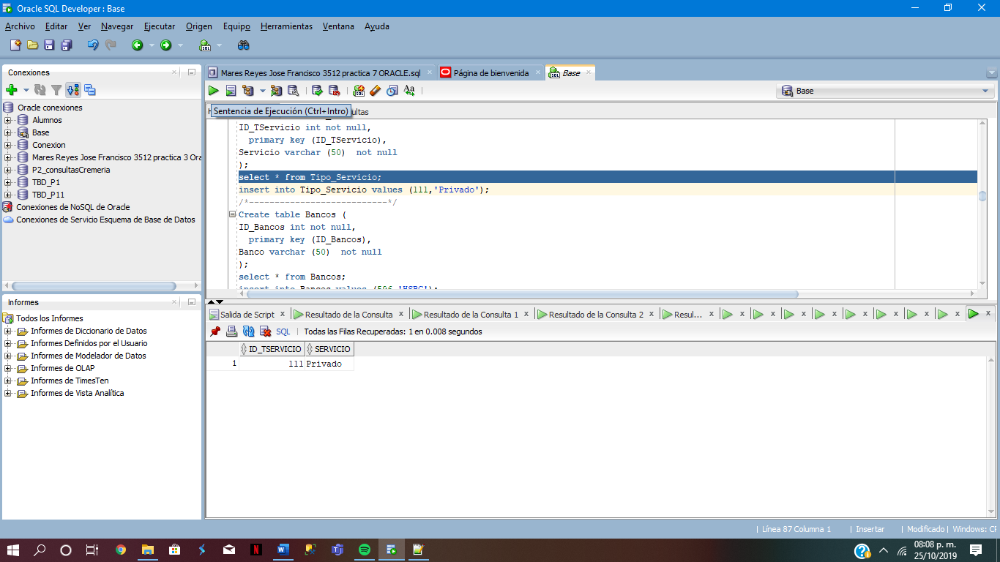 Oracle SQL Developer : Base
Archivo Editar Ver Navegar Ejecutar Origen Equipo Herramientas Ventana Ayuda
Conexiones
Oracle conexiones
Alumnos
Base
Conexion
Mares Reyes Jose Francisco 3512 practica 3 Ora
P2_consultasCremeria
TBD_P1
TBD_P11
Conexiones de NoSQL de Oracle
Conexiones de Servicio Esquema de Base de Datos
Informes
Todos los Informes
Informes de Diccionario de Datos
Informes Definidos por el Usuario
Informes de Modelador de Datos
Informes de OLAP
Informes de TimesTen
Informes de Vista Analítica
Mares Reyes Jose Francisco 3512 practica 7 ORACLE.sql Página de bienvenida Base
Base
Sentencia de Ejecución (Ctrl+Intro) ultas
ID_TServicio int not null,
primary key (ID_TServicio),
Servicio varchar (50) not null
);
select * from Tipo_Servicio;
insert into Tipo_Servicio values (111,'Privado');
/*---------------------------*/
Create table Bancos (
ID_Bancos int not null,
primary key (ID_Bancos),
Banco varchar (50) not null
);
select * from Bancos;
insert into Bancos values (596,'HSBC');
Salida de Script x Resultado de la Consulta x Resultado de la Consulta 1 x Resultado de la Consulta 2 x Resul... x x x x x x x x x x
SQL | Todas las Filas Recuperadas: 1 en 0.008 segundos
ID_TSERVICIO SERVICIO
1 111 Privado
Línea 87 Columna 1 | Insertar | Modificado | Windows: CF
08:08 p. m.
25/10/2019